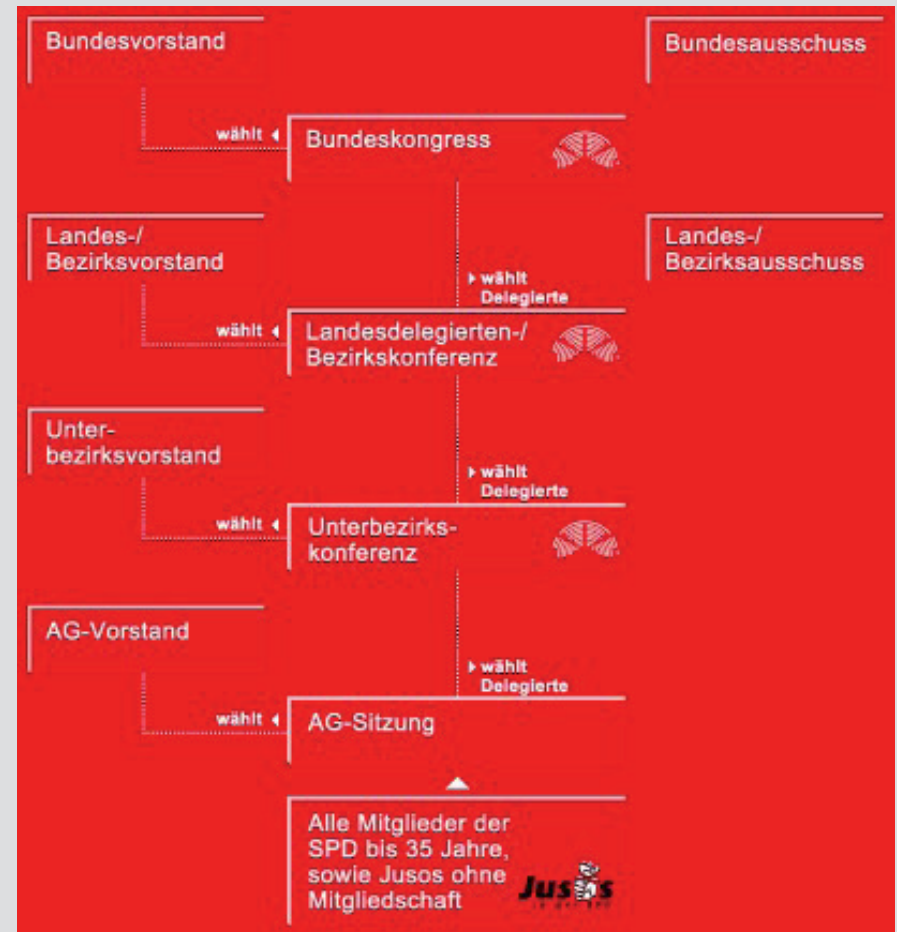 Bundesvorstand
Bundesausschuss
wählt
Bundeskongress
Landes-/
Bezirksvorstand
Landes-/
Bezirksausschuss
wählt
Delegierte
wählt
Landesdelegierten-/
Bezirkskonferenz
Unter-
bezirksvorstand
wählt
Delegierte
wählt
Unterbezirks-
konferenz
AG-Vorstand
wählt
Delegierte
wählt
AG-Sitzung
Alle Mitglieder der
SPD bis 35 Jahre,
sowie Jusos ohne
Mitgliedschaft
Jusos